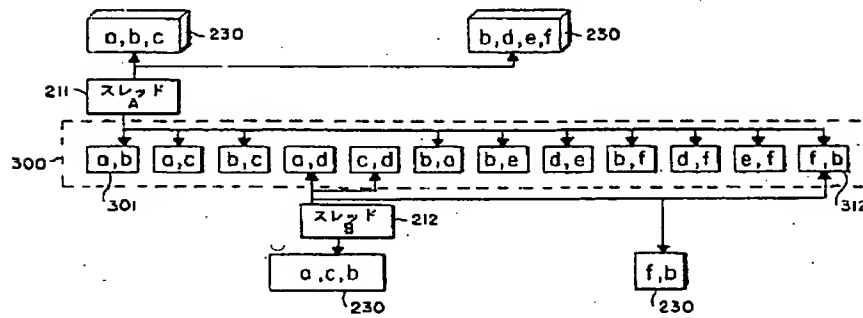 a,b,c
230
b,d,e,f
230
211
スレッド
A
300
a,b
a,c
b,c
a,d
c,d
b,a
b,e
d,e
b,f
d,f
e,f
f,b
301
312
スレッド
B
212
a,c,b
230
f,b
230